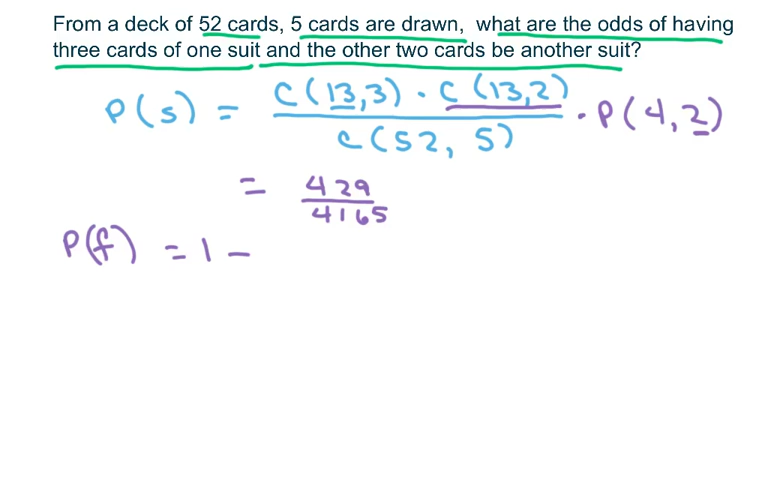 From a deck of 52 cards, 5 cards are drawn, what are the odds of having
three cards of one suit and the other two cards be another suit?
P(s) = C(13,3) · C(13,2) / C(52, 5) · P(4,2)
= 429 / 4165
P(f) = 1 -